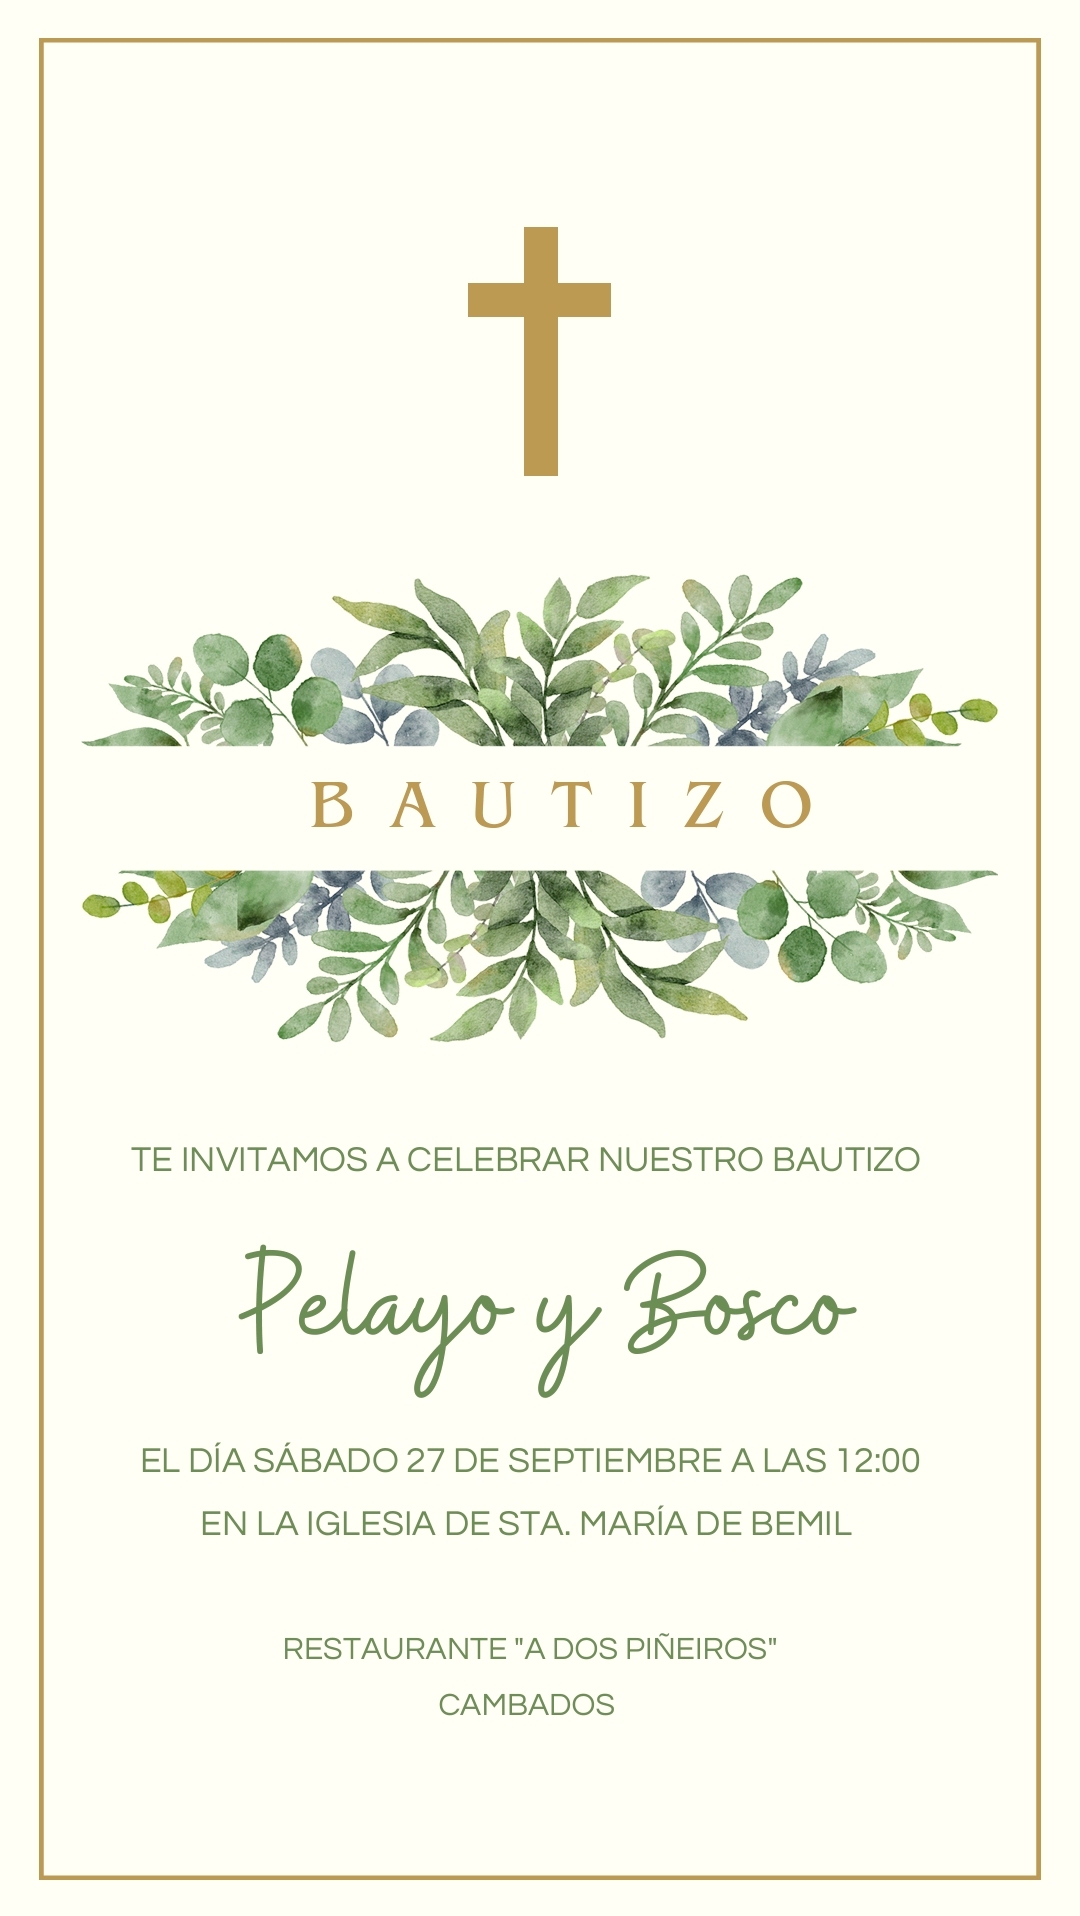 BAUTIZO
TE INVITAMOS A CELEBRAR NUESTRO BAUTIZO
Pelayo y Bosco
EL DÍA SÁBADO 27 DE SEPTIEMBRE A LAS 12:00
EN LA IGLESIA DE STA. MARÍA DE BEMIL
RESTAURANTE "A DOS PIÑEIROS"
CAMBADOS